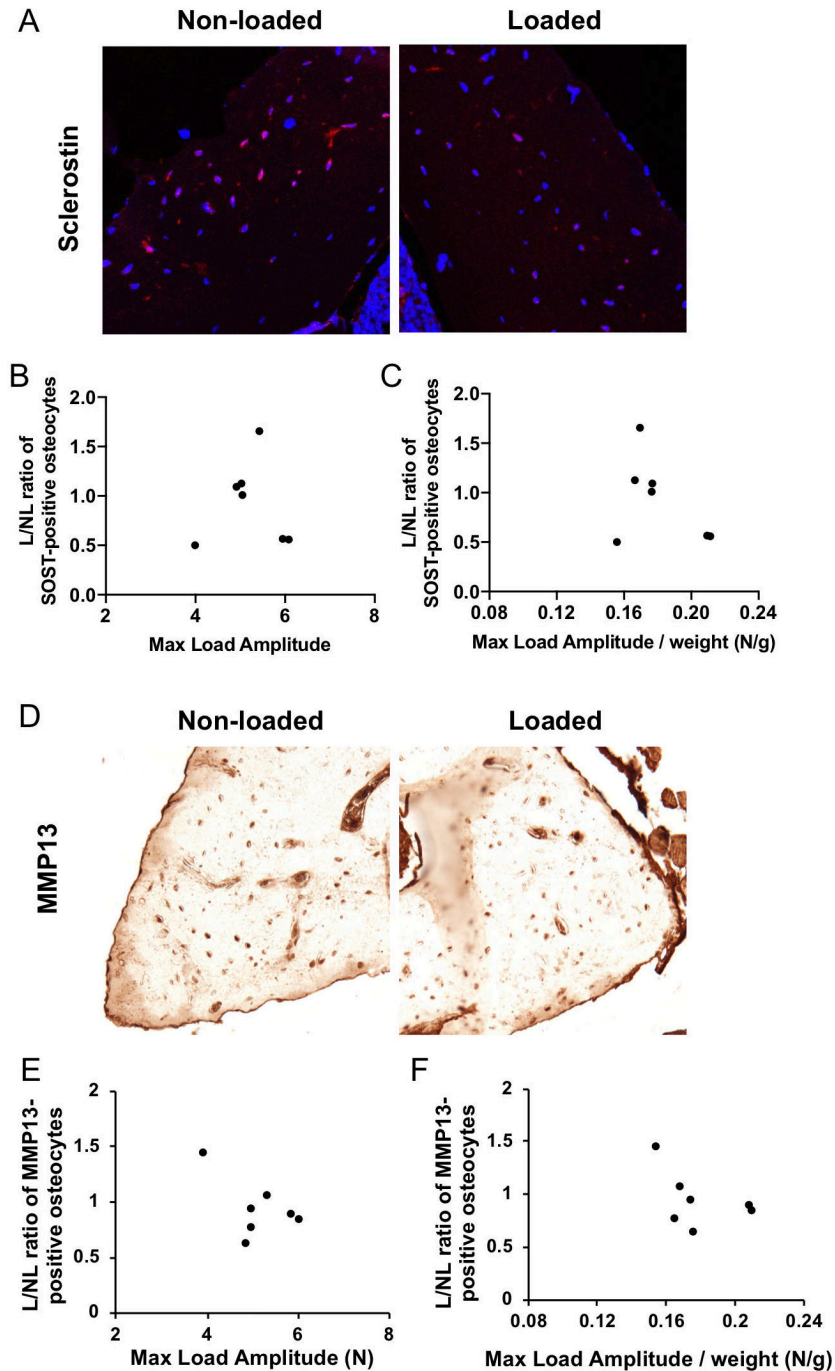 A
Non-loaded
Loaded
Sclerostin
B
L/NL ratio of
SOST-positive osteocytes
2.0
1.5
1.0
0.5
0.0
2
4
6
8
Max Load Amplitude
C
L/NL ratio of
SOST-positive osteocytes
2.0
1.5
1.0
0.5
0.0
0.08
0.12
0.16
0.20
0.24
Max Load Amplitude / weight (N/g)
D
Non-loaded
Loaded
MMP13
E
L/NL ratio of MMP13-
positive osteocytes
2
1.5
1
0.5
0
2
4
6
8
Max Load Amplitude (N)
F
L/NL ratio of MMP13-
positive osteocytes
2
1.5
1
0.5
0
0.08
0.12
0.16
0.2
0.24
Max Load Amplitude / weight (N/g)